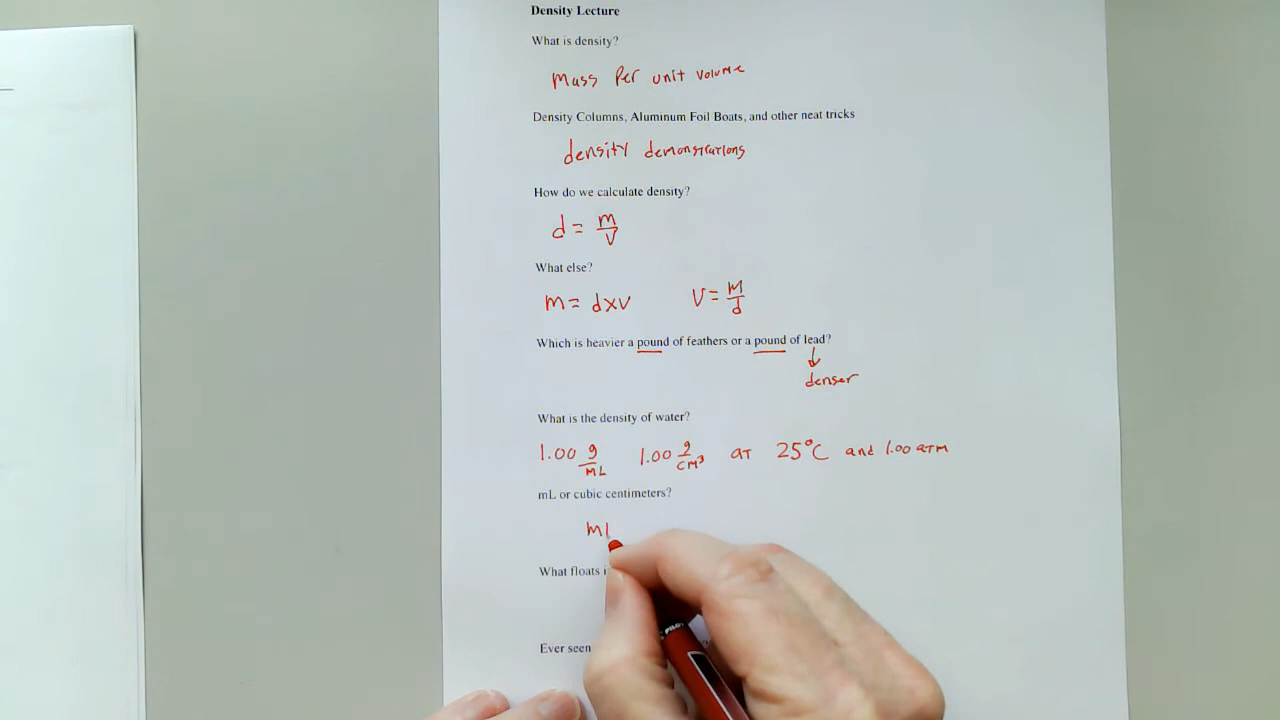 Density Lecture
What is density?
Mass Per unit volume
Density Columns, Aluminum Foil Boats, and other neat tricks
density demonstrations
How do we calculate density?
d = m/V
What else?
m = dxv V = M/d
Which is heavier a pound of feathers or a pound of lead?
↓
denser
What is the density of water?
1.00 g/mL 1.00 g/cm³ at 25°C and 1.00 atm
mL or cubic centimeters?
ml
What floats
Ever seen
PILOT